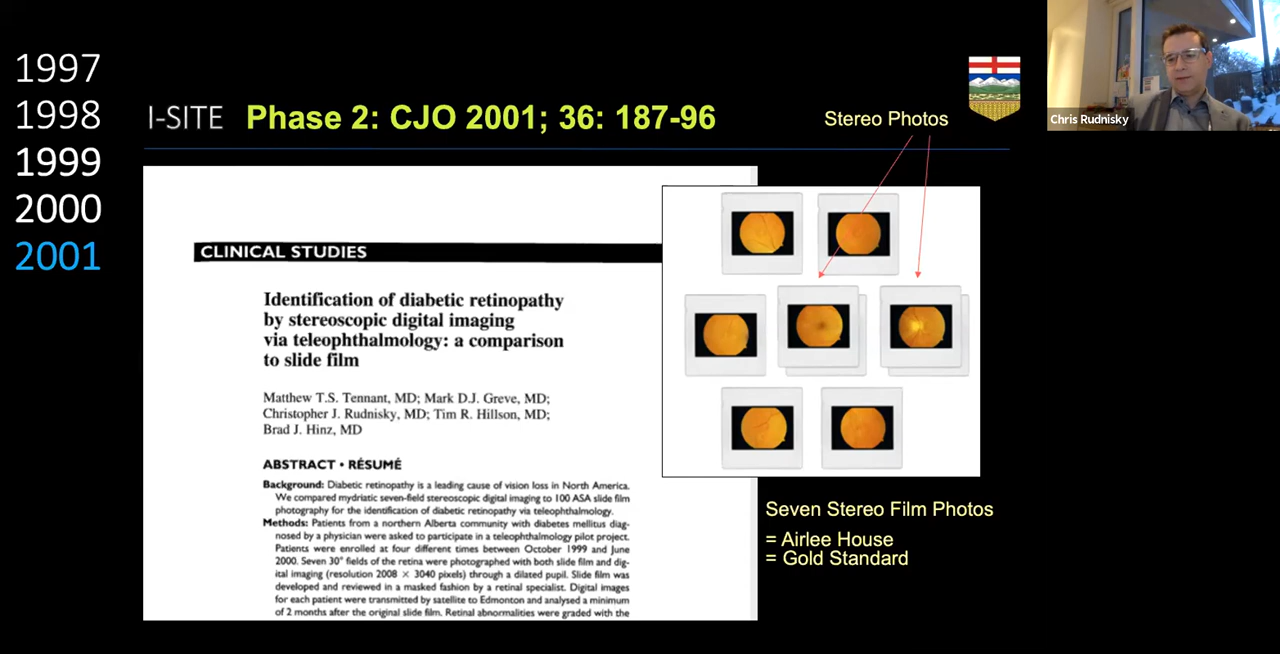 1997
1998
1999
2000
2001
I-SITE Phase 2: CJO 2001; 36: 187-96
Stereo Photos
Chris Rudnisky
CLINICAL STUDIES
Identification of diabetic retinopathy
by stereoscopic digital imaging
via teleophthalmology: a comparison
to slide film
Matthew T.S. Tennant, MD; Mark D.J. Greve, MD;
Christopher J. Rudnisky, MD; Tim R. Hillson, MD;
Brad J. Hinz, MD
ABSTRACT • RÉSUMÉ
Background: Diabetic retinopathy is a leading cause of vision loss in North America.
We compared mydriatic seven-field stereoscopic digital imaging to 100 ASA slide film
photography for the identification of diabetic retinopathy via teleophthalmology.
Methods: Patients from a northern Alberta community with diabetes mellitus diag-
nosed by a physician were asked to participate in a teleophthalmology pilot project.
Patients were enrolled at four different times between October 1999 and June
2000. Seven 30° fields of the retina were photographed with both slide film and dig-
ital imaging (resolution 2008 × 3040 pixels) through a dilated pupil. Slide film was
developed and reviewed in a masked fashion by a retinal specialist. Digital images
for each patient were transmitted by satellite to Edmonton and analysed a minimum
of 2 months after the original slide film. Retinal abnormalities were graded with the
Seven Stereo Film Photos
= Airlee House
= Gold Standard